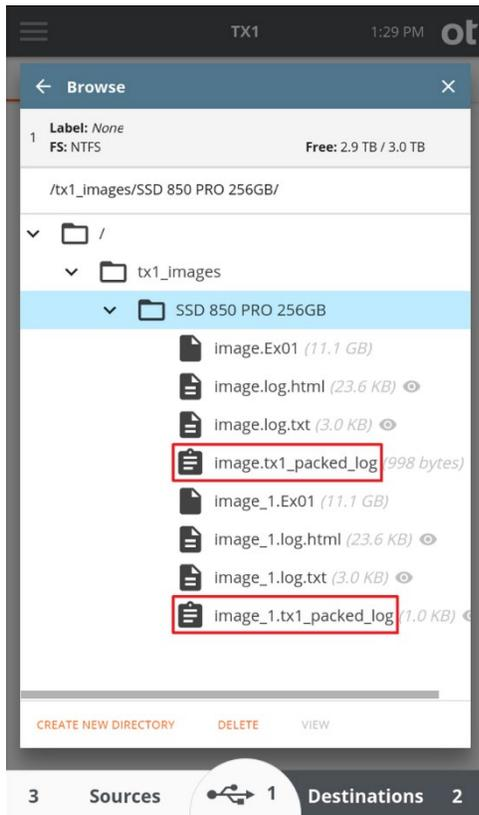 TX1
1:29 PM
ot
Browse
1
Label: None
FS: NTFS
Free: 2.9 TB / 3.0 TB
/tx1_images/SSD 850 PRO 256GB/
/
tx1_images
SSD 850 PRO 256GB
image.Ex01 (11.1 GB)
image.log.html (23.6 KB)
image.log.txt (3.0 KB)
image.tx1_packed_log (998 bytes)
image_1.Ex01 (11.1 GB)
image_1.log.html (23.6 KB)
image_1.log.txt (3.0 KB)
image_1.tx1_packed_log (1.0 KB)
CREATE NEW DIRECTORY DELETE VIEW
3 Sources 1 Destinations 2